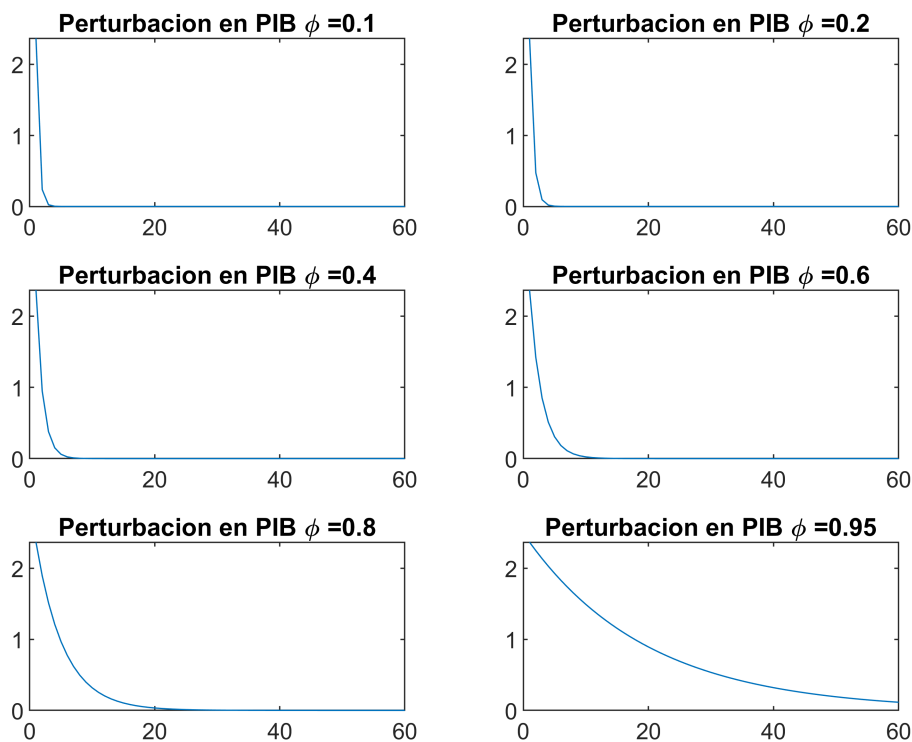 Perturbacion en PIB ϕ =0.1
2
1
0
0 20 40 60
Perturbacion en PIB ϕ =0.2
2
1
0
0 20 40 60
Perturbacion en PIB ϕ =0.4
2
1
0
0 20 40 60
Perturbacion en PIB ϕ =0.6
2
1
0
0 20 40 60
Perturbacion en PIB ϕ =0.8
2
1
0
0 20 40 60
Perturbacion en PIB ϕ =0.95
2
1
0
0 20 40 60